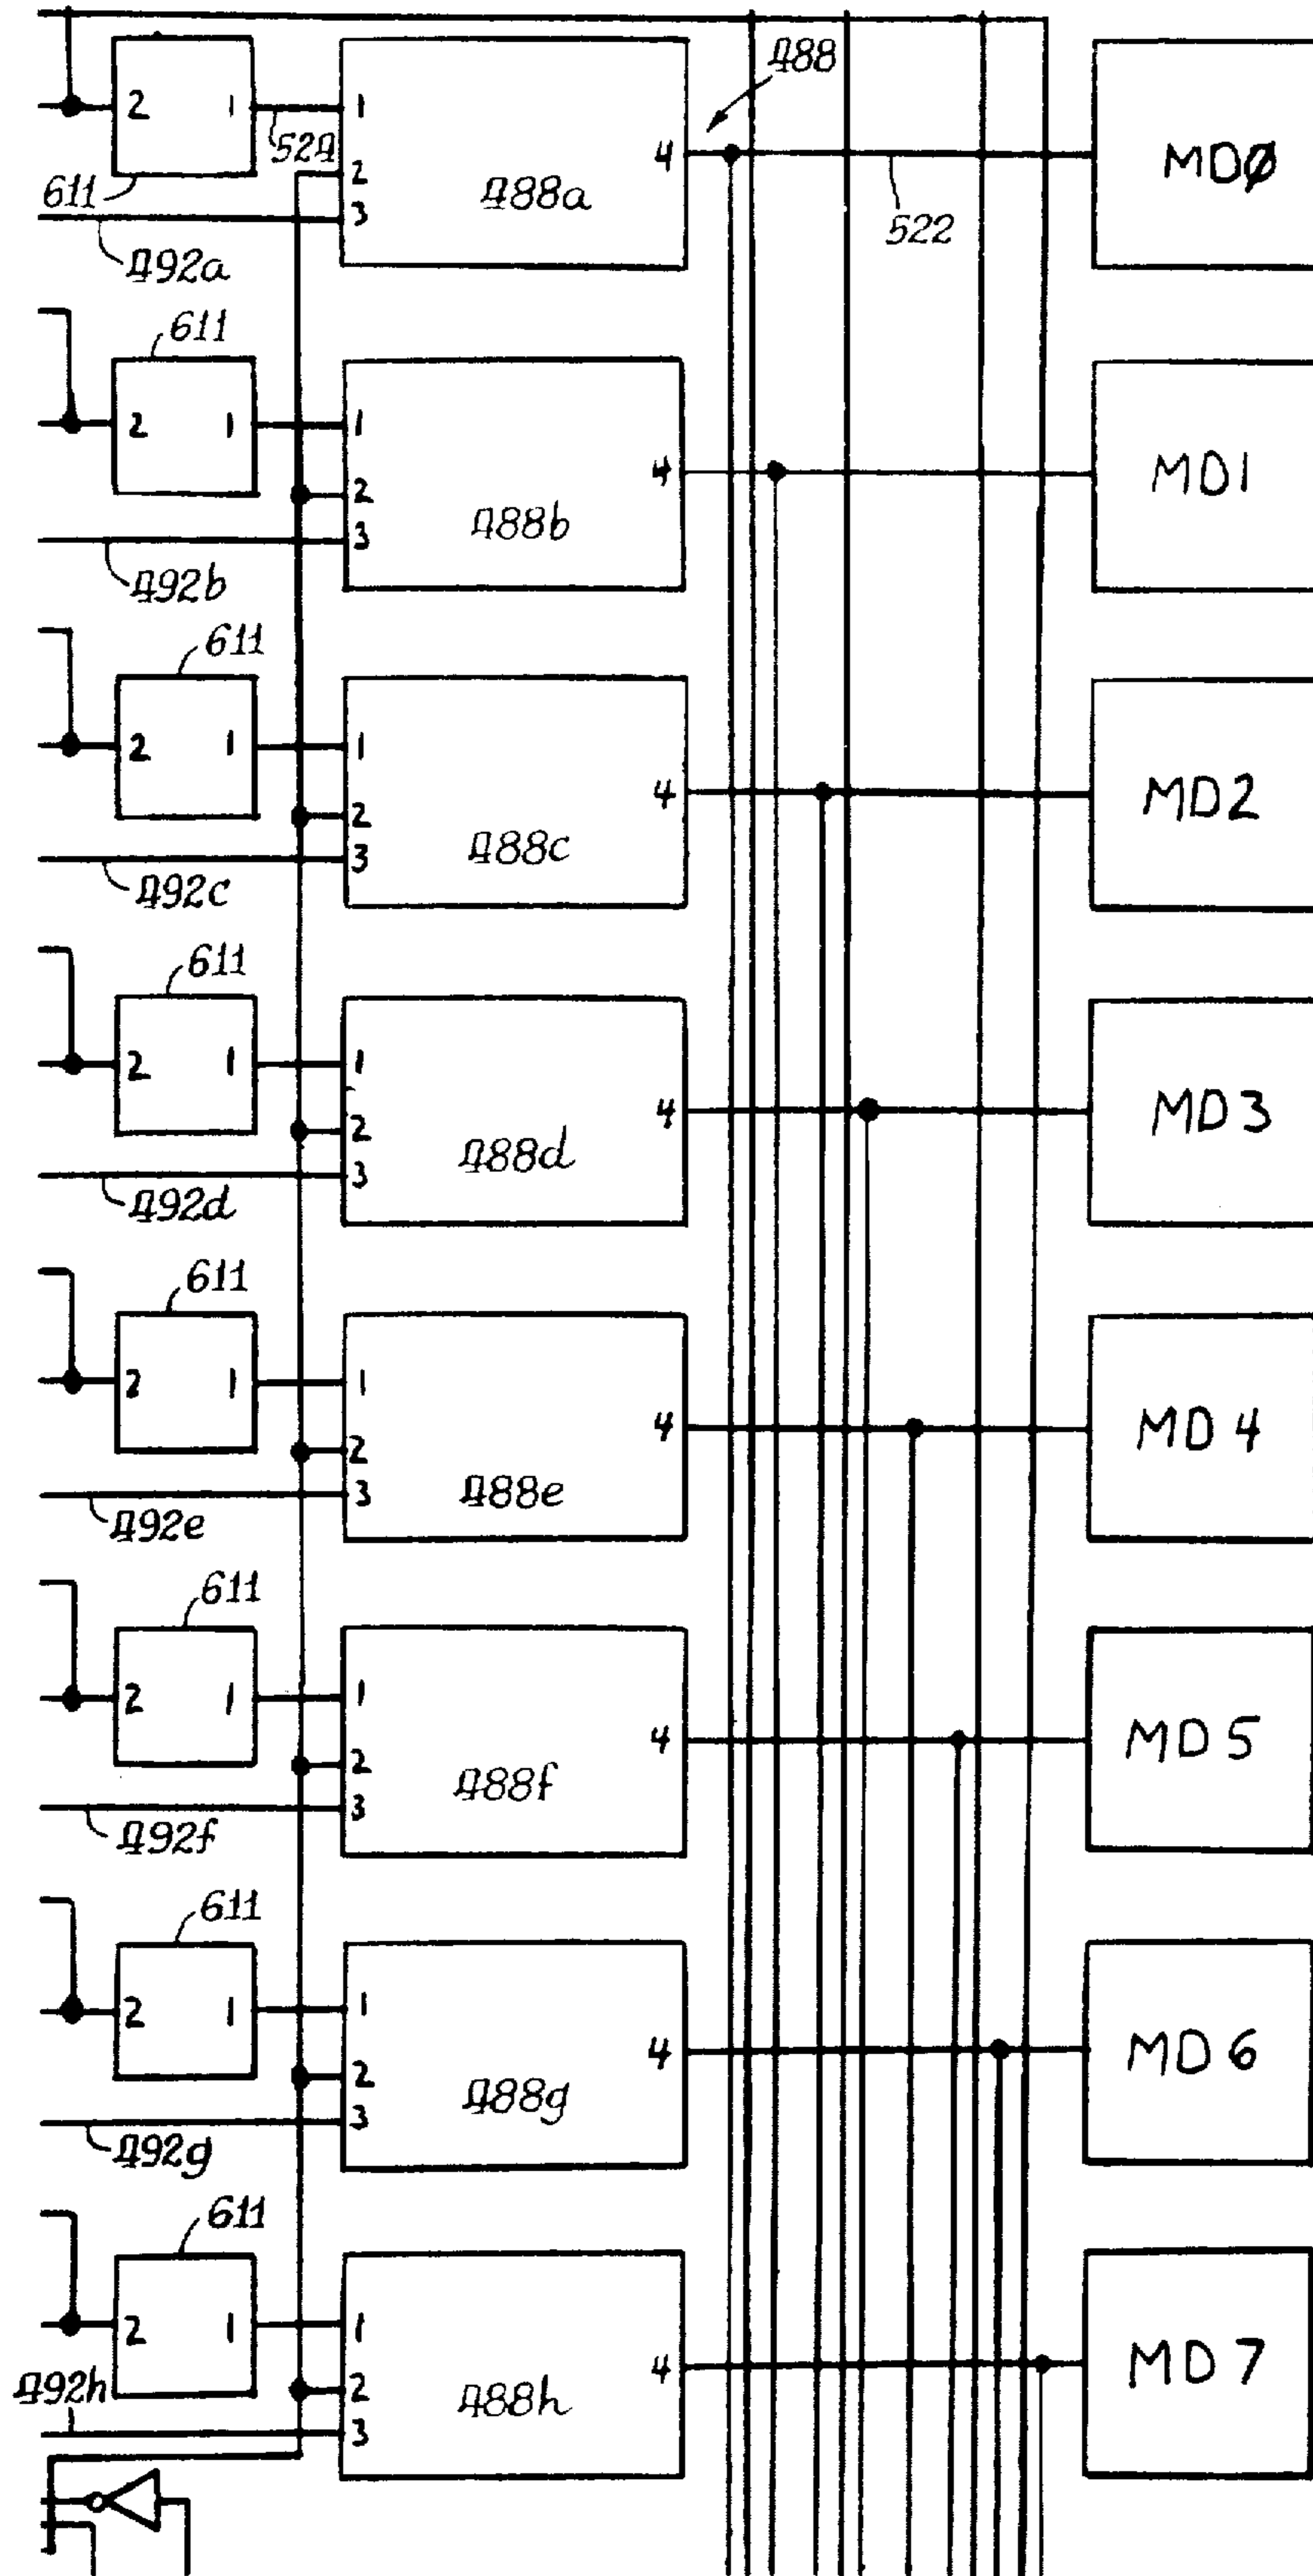 488
2 1 524 1
4 MDØ
2
488a
611 3 522
492a
611
2 1 1
4 MD1
2
488b
3
492b
611
2 1 1
4 MD2
2
488c
3
492c
611
2 1 1
4 MD3
2
488d
3
492d
611
2 1 1
4 MD4
2
488e
3
492e
611
2 1 1
4 MD5
2
488f
3
492f
611
2 1 1
4 MD6
2
488g
3
492g
611
2 1 1
4 MD7
492h 2
488h
3